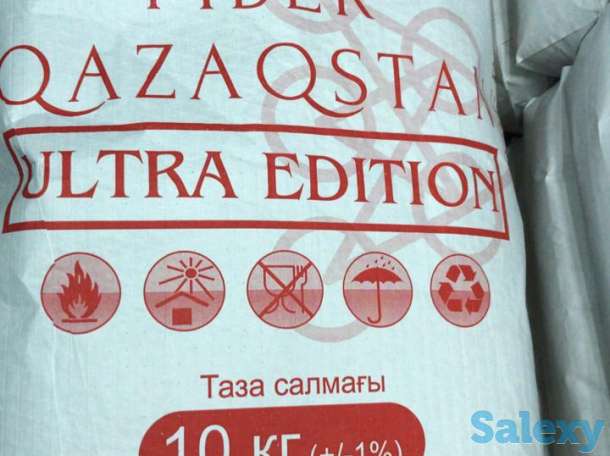 QAZAQSTAN
ULTRA EDITION
Таза салмағы
10 кг (+/-1%)
Salexy